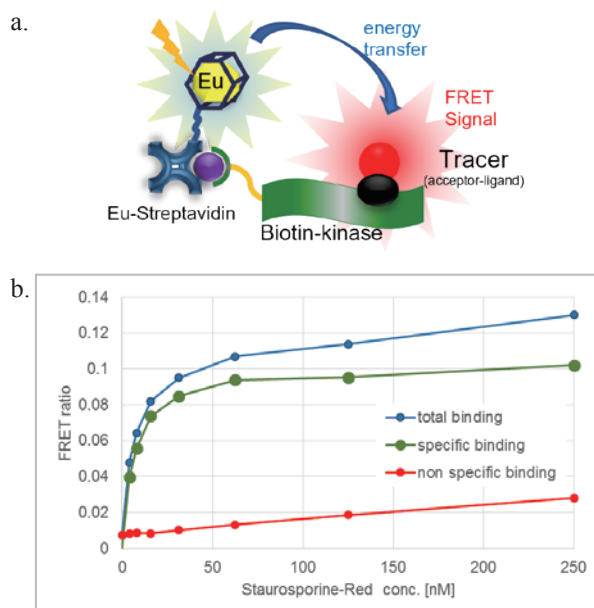 a.
energy
transfer
Eu
FRET
Signal
Tracer
(acceptor-ligand)
Eu-Streptavidin
Biotin-kinase
b.
0.14
0.12
0.1
0.08
0.06
0.04
0.02
0
FRET ratio
total binding
specific binding
non specific binding
0 50 100 150 200 250
Staurosporine-Red conc. [nM]